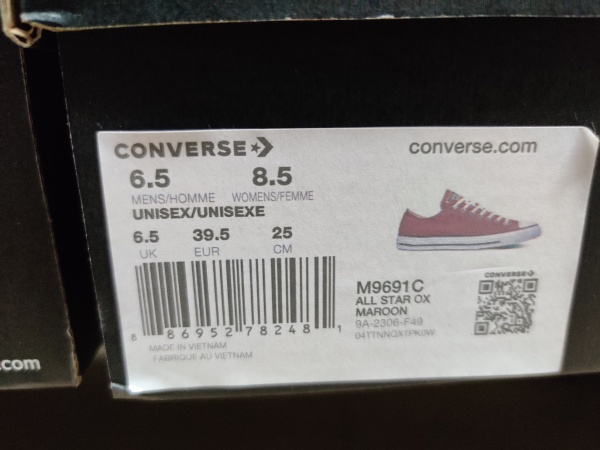 CONVERSE
converse.com
6.5 8.5
MENS/HOMME WOMENS/FEMME
UNISEX/UNISEXE
6.5 39.5 25
UK EUR CM
8 86952 78248 1
M9691C
ALL STAR OX
MAROON
9A-2306-F49
CONVERSE
MADE IN VIETNAM
FABRIQUE AU VIETNAM
.com